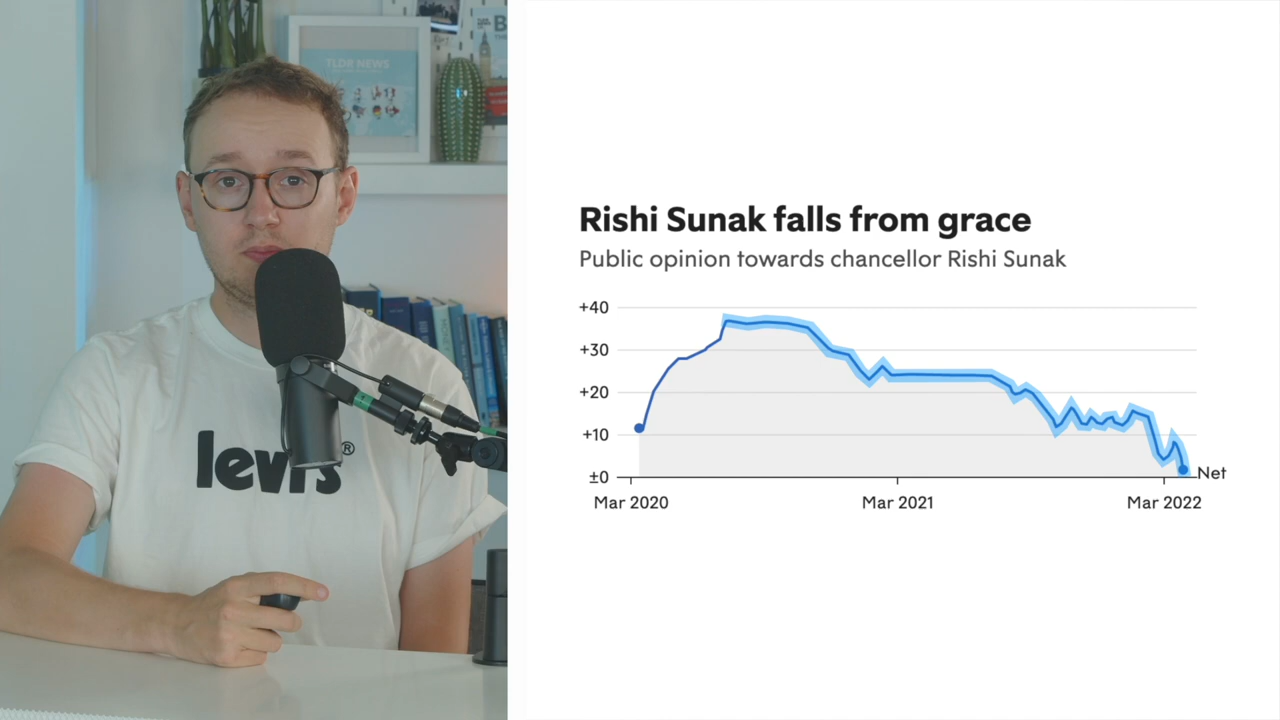 TLDR NEWS
levi's®
Rishi Sunak falls from grace
Public opinion towards chancellor Rishi Sunak
+40
+30
+20
+10
±0
Net
Mar 2020
Mar 2021
Mar 2022